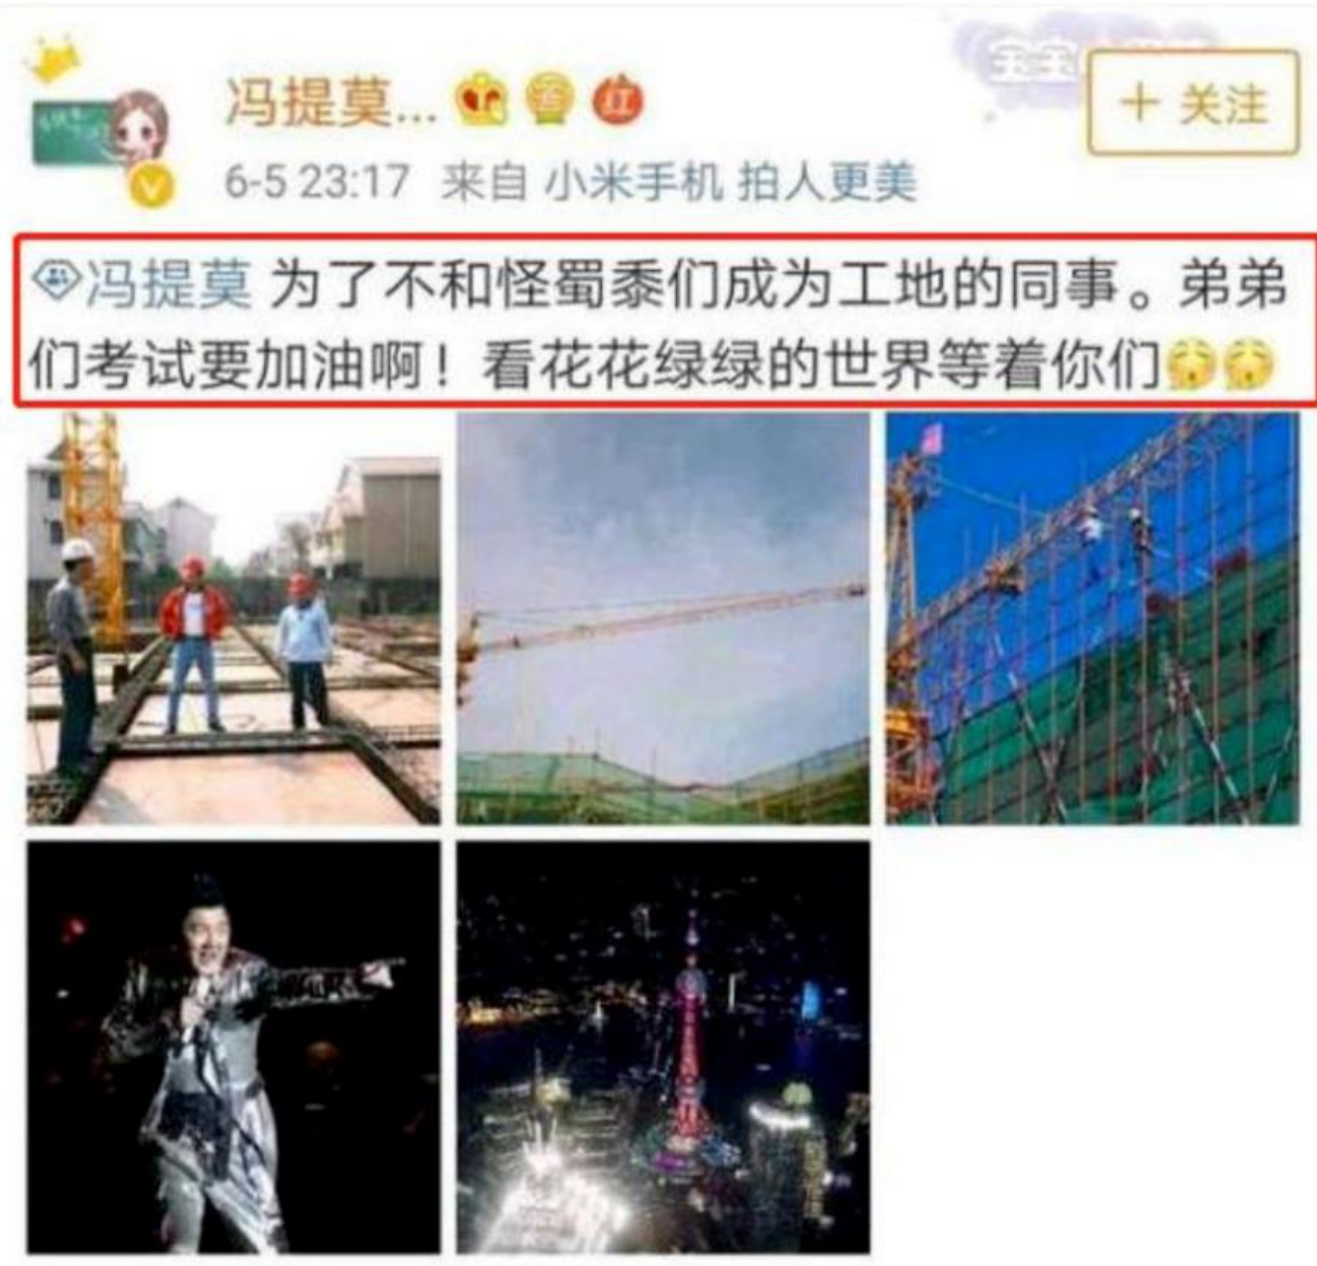 宝宝
冯提莫...
红
+ 关注
V
6-5 23:17 来自 小米手机 拍人更美
冯提莫 为了不和怪蜀黍们成为工地的同事。弟弟
们考试要加油啊！看花花绿绿的世界等着你们